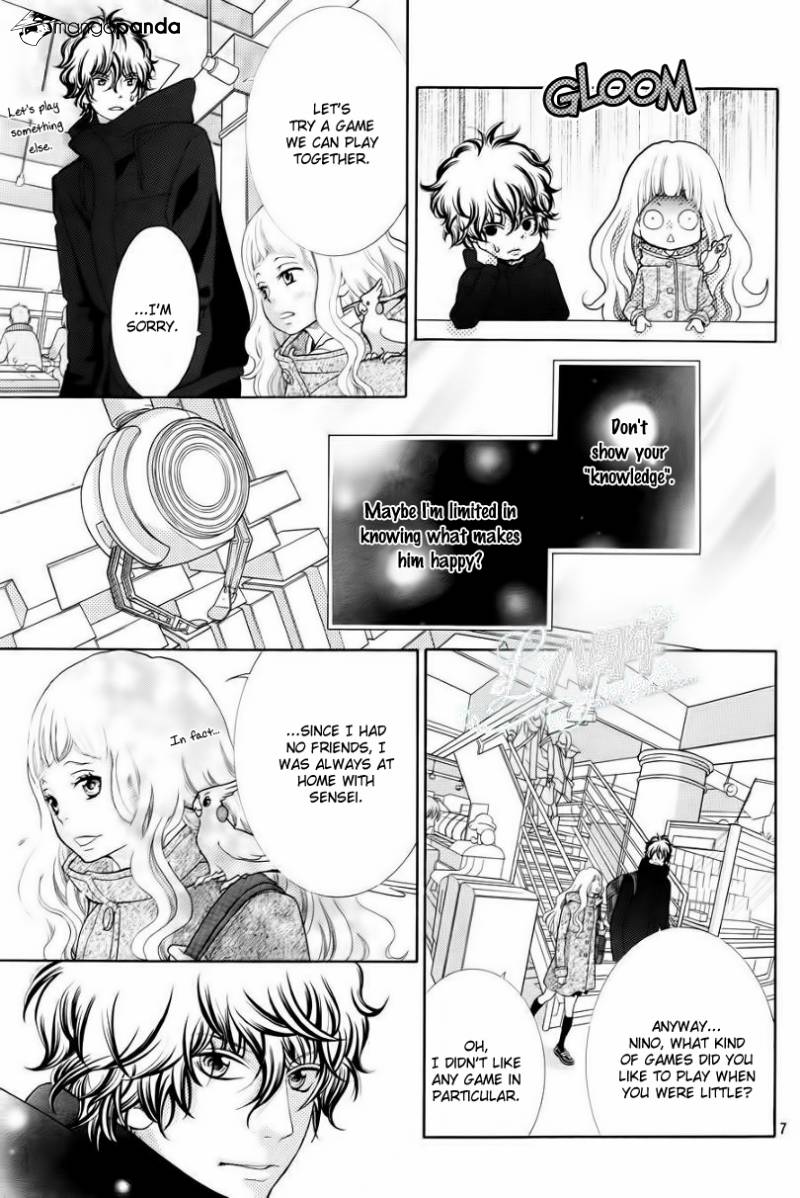 mangapanda
GLOOM
LET'S
TRY A GAME
WE CAN PLAY
TOGETHER.
Let's play
something
else.
...I'M
SORRY.
Don't
show your
"knowledge".
Maybe I'm limited in
knowing what makes
him happy?
ANYWAY...
NINO, WHAT KIND
OF GAMES DID YOU
LIKE TO PLAY WHEN
YOU WERE LITTLE?
OH,
I DIDN'T LIKE
ANY GAME IN
PARTICULAR.
In fact...
...SINCE I HAD
NO FRIENDS, I
WAS ALWAYS AT
HOME WITH
SENSEI.
7